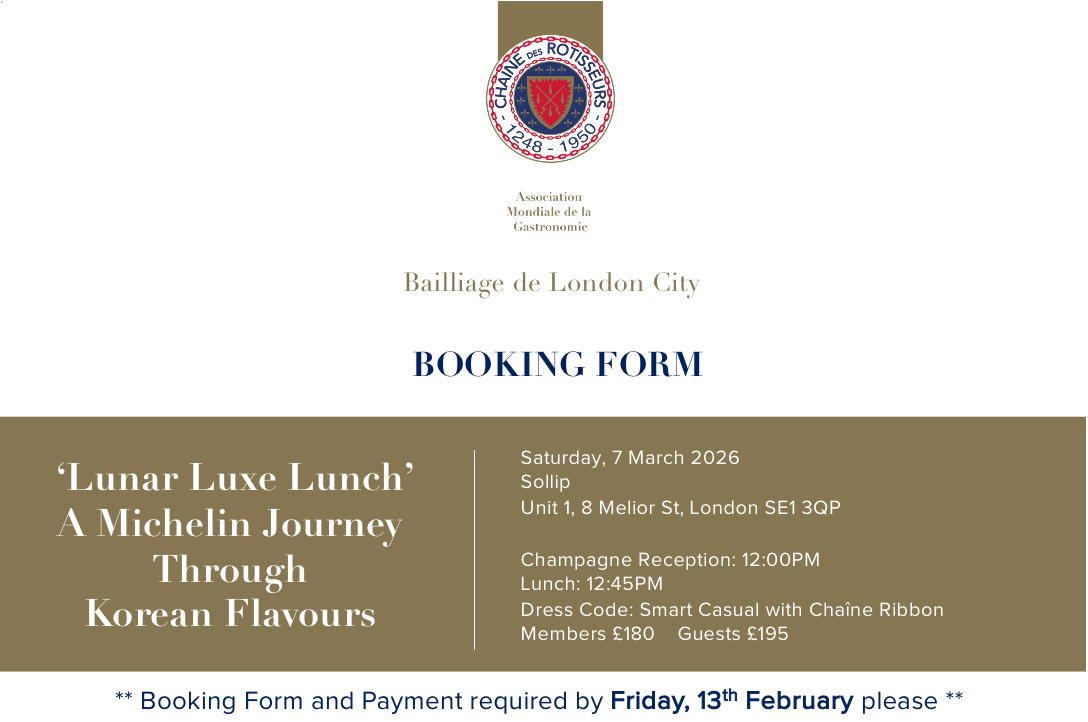 CHAINE DES ROTISSEURS
- 1248 - 1950 -
Association
Mondiale de la
Gastronomie
Bailliage de London City
BOOKING FORM
‘Lunar Luxe Lunch’
A Michelin Journey
Through
Korean Flavours
Saturday, 7 March 2026
Sollip
Unit 1, 8 Melior St, London SE1 3QP
Champagne Reception: 12:00PM
Lunch: 12:45PM
Dress Code: Smart Casual with Chaîne Ribbon
Members £180 Guests £195
** Booking Form and Payment required by Friday, 13th February please **